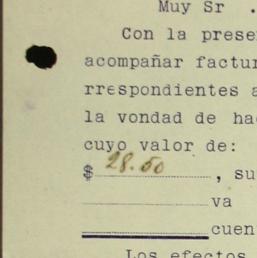 Muy Sr .
Con la prese
acompañar factur
rrespondientes a
la vondad de ha
cuyo valor de:
$ 28.50, su
va
cuen
Los efectos